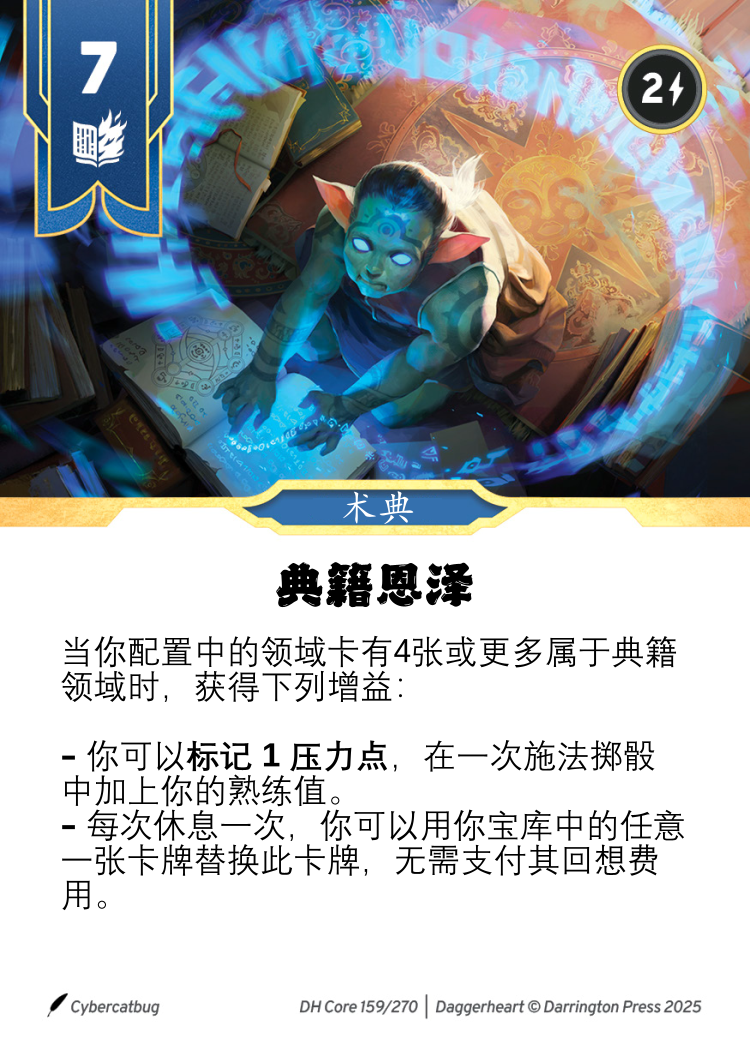 7
2
术典
典籍恩泽
当你配置中的领域卡有4张或更多属于典籍
领域时，获得下列增益：
– 你可以标记 1 压力点，在一次施法掷骰
中加上你的熟练值。
– 每次休息一次，你可以用你宝库中的任意
一张卡牌替换此卡牌，无需支付其回想费
用。
Cybercatbug
DH Core 159/270 | Daggerheart © Darrington Press 2025